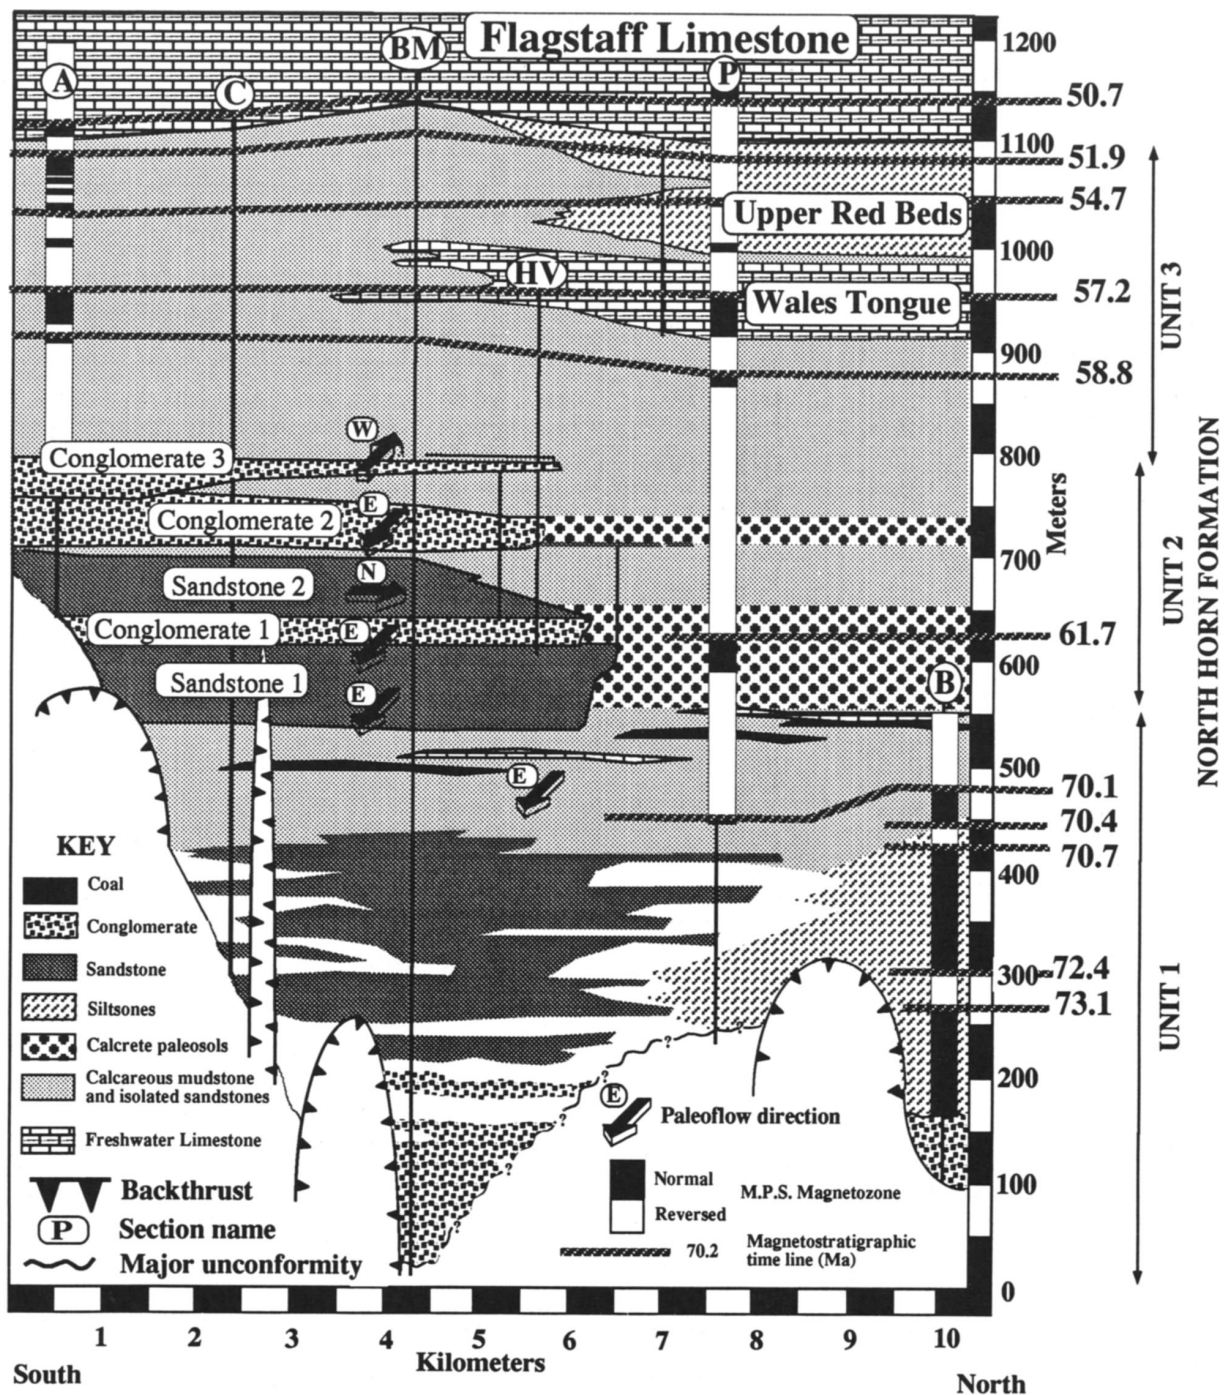 Flagstaff Limestone
A
C
BM
P
1200
50.7
1100
51.9
54.7
Upper Red Beds
1000
HV
Wales Tongue
57.2
UNIT 3
900
58.8
W
Conglomerate 3
800
Meters
NORTH HORN FORMATION
E
Conglomerate 2
700
N
Sandstone 2
UNIT 2
Conglomerate 1
E
61.7
600
Sandstone 1
E
B
500
E
70.1
70.4
70.7
400
72.4
300
73.1
UNIT 1
200
100
0
KEY
Coal
Conglomerate
Sandstone
Siltsones
Calcrete paleosols
Calcareous mudstone
and isolated sandstones
Freshwater Limestone
Backthrust
P Section name
Major unconformity
? ? ? ? ? ? ?
E
Paleoflow direction
Normal
Reversed
M.P.S. Magnetozone
70.2
Magnetostratigraphic
time line (Ma)
1 2 3 4 5 6 7 8 9 10
Kilometers
South
North